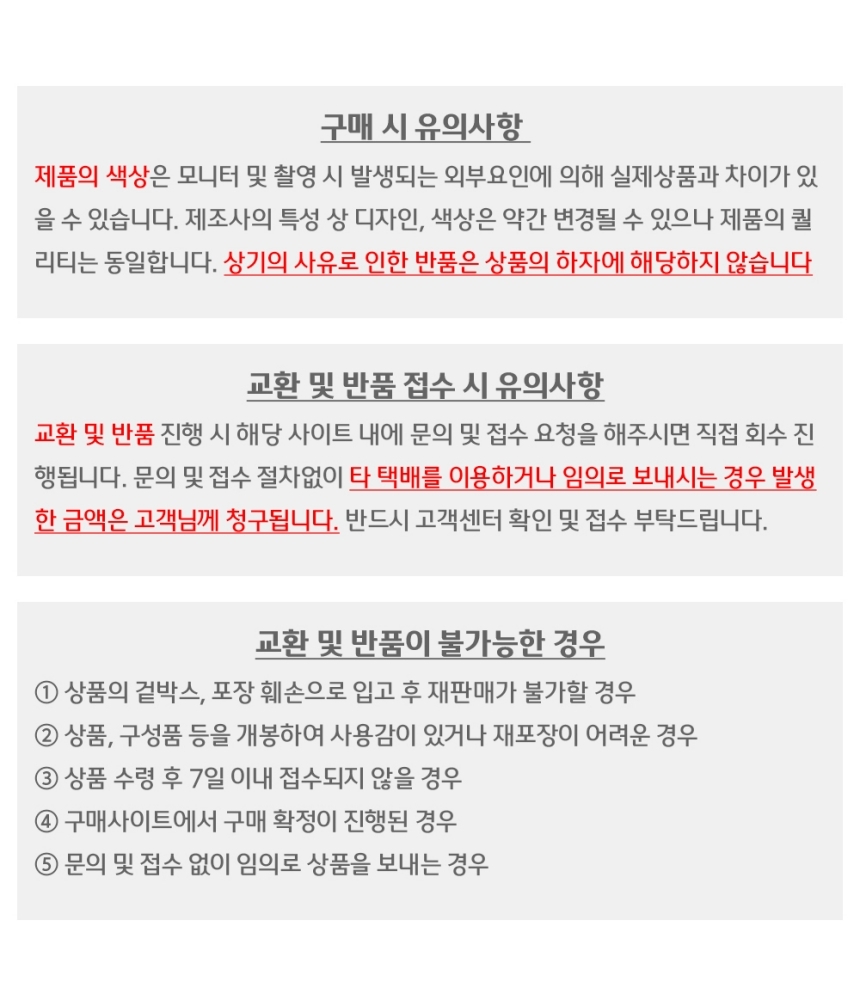 구매 시 유의사항
제품의 색상은 모니터 및 촬영 시 발생되는 외부요인에 의해 실제상품과 차이가 있
을 수 있습니다. 제조사의 특성 상 디자인, 색상은 약간 변경될 수 있으나 제품의 퀄
리티는 동일합니다. 상기의 사유로 인한 반품은 상품의 하자에 해당하지 않습니다
교환 및 반품 접수 시 유의사항
교환 및 반품 진행 시 해당 사이트 내에 문의 및 접수 요청을 해주시면 직접 회수 진
행됩니다. 문의 및 접수 절차없이 타 택배를 이용하거나 임의로 보내시는 경우 발생
한 금액은 고객님께 청구됩니다. 반드시 고객센터 확인 및 접수 부탁드립니다.
교환 및 반품이 불가능한 경우
① 상품의 겉박스, 포장 훼손으로 입고 후 재판매가 불가할 경우
② 상품, 구성품 등을 개봉하여 사용감이 있거나 재포장이 어려운 경우
③ 상품 수령 후 7일 이내 접수되지 않을 경우
④ 구매사이트에서 구매 확정이 진행된 경우
⑤ 문의 및 접수 없이 임의로 상품을 보내는 경우